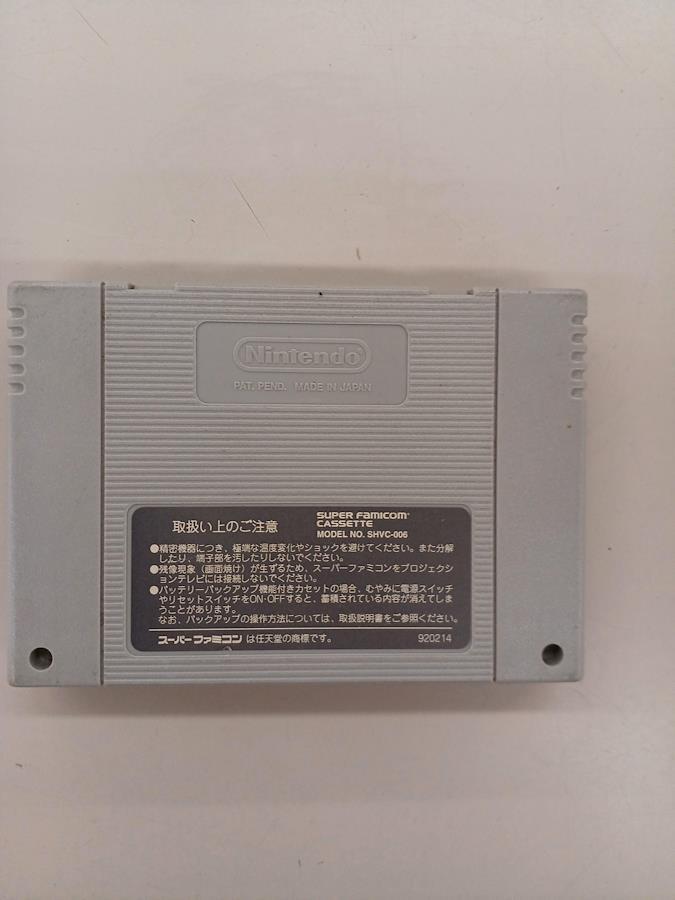 Nintendo®
PAT. PEND. MADE IN JAPAN
取扱い上のご注意
SUPER FAMICOM™
CASSETTE
MODEL NO. SHVC-006
●精密機器につき、極端な温度変化やショックを避けてください。また分解
したり、端子部を汚したりしないでください。
●残像現象（画面焼け）が生ずるため、スーパーファミコンをプロジェクシ
ョンテレビには接続しないでください。
●バッテリーバックアップ機能付きカセットの場合、むやみに電源スイッチ
やリセットスイッチをON·OFFすると、蓄積されている内容が消えてしま
うことがあります。
なお、バックアップの操作方法については、取扱説明書をご参照ください。
スーパーファミコン は任天堂の商標です。 920214